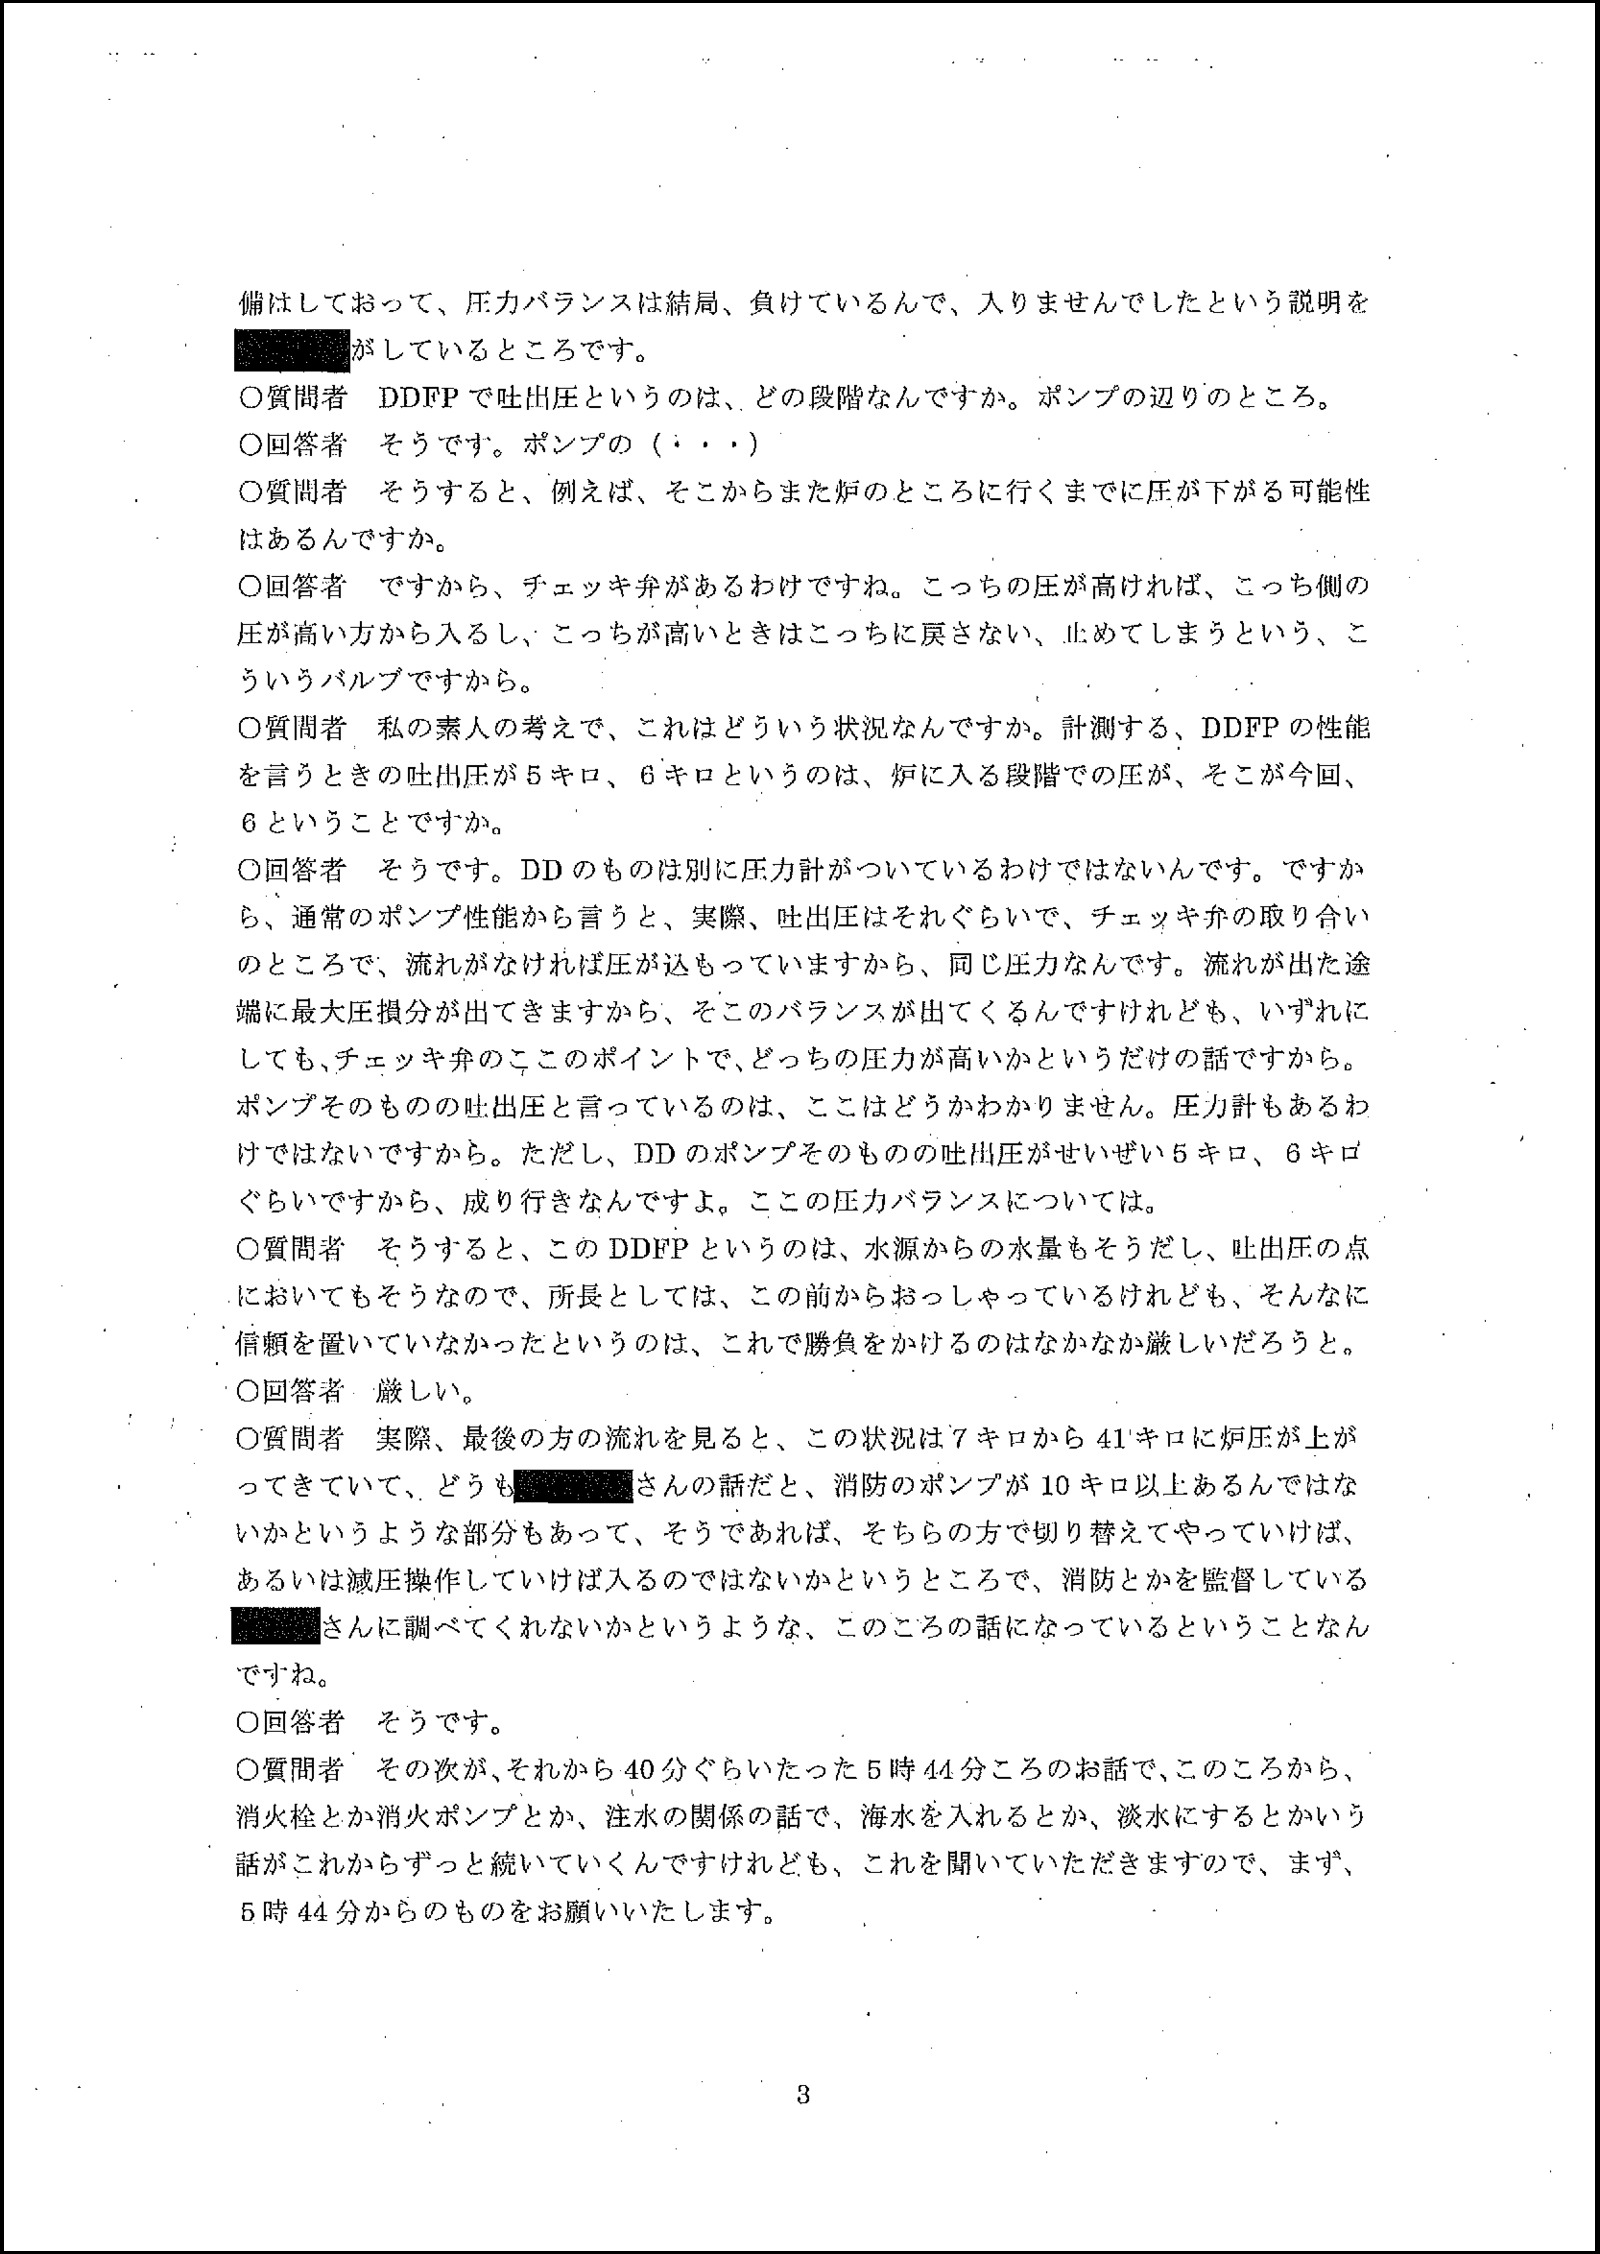 備はしておって、圧力バランスは結局、負けているんで、入りませんでしたという説明を
がしているところです。
○質問者　DDFPで吐出圧というのは、どの段階なんですか。ポンプの辺りのところ。
○回答者　そうです。ポンプの（・・・）
○質問者　そうすると、例えば、そこからまた炉のところに行くまでに圧が下がる可能性
はあるんですか。
○回答者　ですから、チェッキ弁があるわけですね。こっちの圧が高ければ、こっち側の
圧が高い方から入るし、こっちが高いときはこっちに戻さない、止めてしまうという、こ
ういうバルブですから。
○質問者　私の素人の考えで、これはどういう状況なんですか。計測する、DDFPの性能
を言うときの吐出圧が５キロ、６キロというのは、炉に入る段階での圧が、そこが今回、
６ということですか。
○回答者　そうです。DDのものは別に圧力計がついているわけではないんです。ですか
ら、通常のポンプ性能から言うと、実際、吐出圧はそれぐらいで、チェッキ弁の取り合い
のところで、流れがなければ圧が込もっていますから、同じ圧力なんです。流れが出た途
端に最大圧損分が出てきますから、そこのバランスが出てくるんですけれども、いずれに
しても、チェッキ弁のここのポイントで、どっちの圧力が高いかというだけの話ですから。
ポンプそのものの吐出圧と言っているのは、ここはどうかわかりません。圧力計もあるわ
けではないですから。ただし、DDのポンプそのものの吐出圧がせいぜい５キロ、６キロ
ぐらいですから、成り行きなんですよ。ここの圧力バランスについては。
○質問者　そうすると、このDDFPというのは、水源からの水量もそうだし、吐出圧の点
においてもそうなので、所長としては、この前からおっしゃっているけれども、そんなに
信頼を置いていなかったというのは、これで勝負をかけるのはなかなか厳しいだろうと。
○回答者　厳しい。
○質問者　実際、最後の方の流れを見ると、この状況は７キロから41キロに炉圧が上が
ってきていて、どうも さんの話だと、消防のポンプが10キロ以上あるんではな
いかというような部分もあって、そうであれば、そちらの方で切り替えてやっていけば、
あるいは減圧操作していけば入るのではないかというところで、消防とかを監督している
さんに調べてくれないかというような、このころの話になっているということなん
ですね。
○回答者　そうです。
○質問者　その次が、それから40分ぐらいたった５時44分ころのお話で、このころから、
消火栓とか消火ポンプとか、注水の関係の話で、海水を入れるとか、淡水にするとかいう
話がこれからずっと続いていくんですけれども、これを聞いていただきますので、まず、
５時44分からのものをお願いいたします。
3